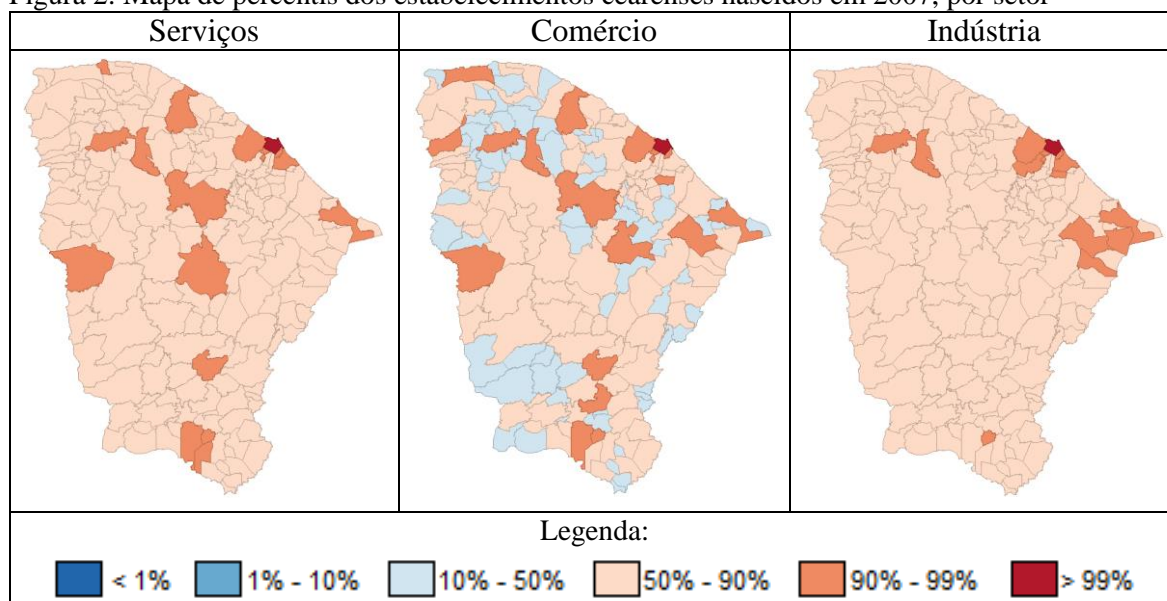 Figura 2: Mapa de percentis dos estabelecimentos cearenses nascidos em 2007, por setor
Serviços Comércio Indústria
Legenda:
< 1% 1% - 10% 10% - 50% 50% - 90% 90% - 99% > 99%